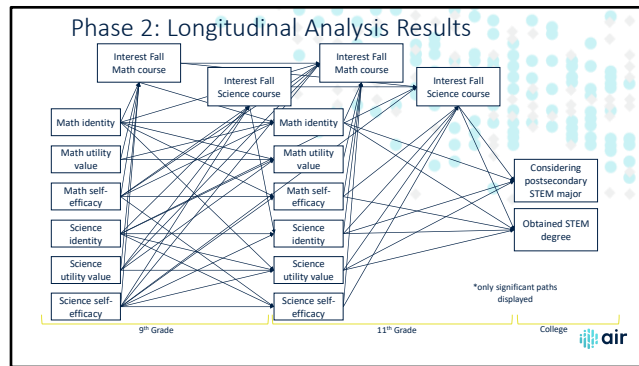 Phase 2: Longitudinal Analysis Results
Interest Fall
Math course
Interest Fall
Math course
Interest Fall
Science course
Interest Fall
Science course
Math identity
Math utility
value
Math self-
efficacy
Science
identity
Science
utility value
Science self-
efficacy
Math identity
Math utility
value
Math self-
efficacy
Science
identity
Science
utility value
Science self-
efficacy
Considering
postsecondary
STEM major
Obtained STEM
degree
*only significant paths
displayed
9th Grade
11th Grade
College
air